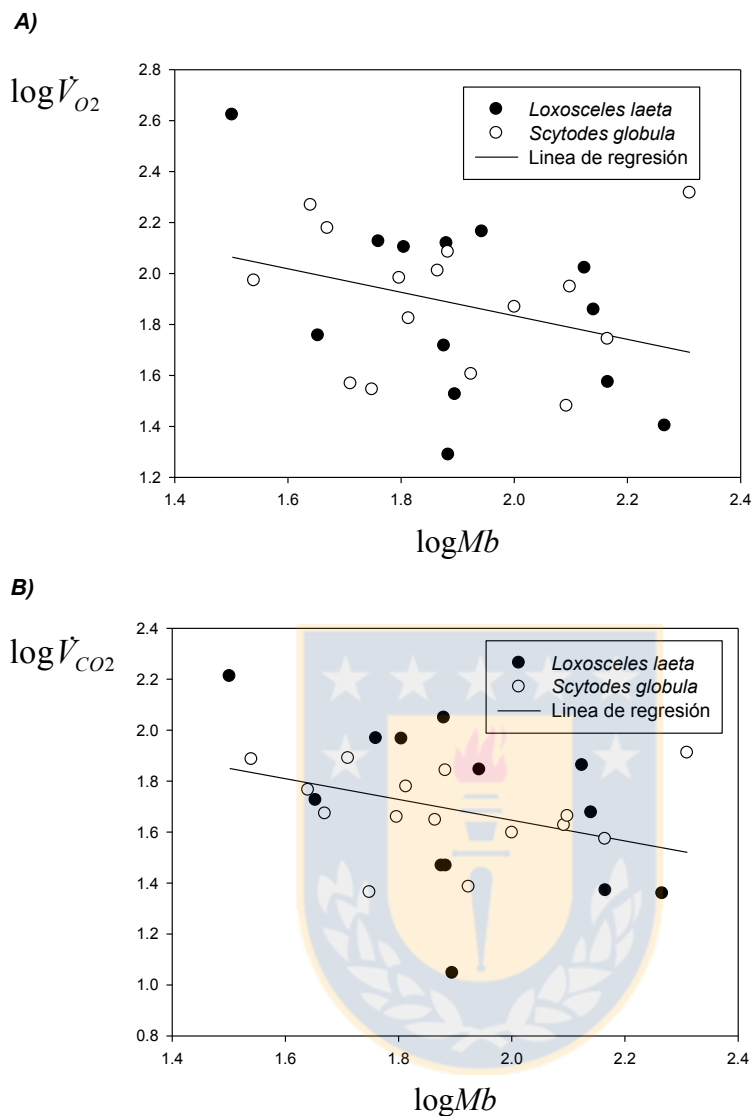 A)
log V̇O2
2.8
2.6
2.4
2.2
2.0
1.8
1.6
1.4
1.2
Loxosceles laeta
Scytodes globula
Linea de regresión
1.4 1.6 1.8 2.0 2.2 2.4
logMb
B)
log V̇CO2
2.4
2.2
2.0
1.8
1.6
1.4
1.2
1.0
0.8
Loxosceles laeta
Scytodes globula
Linea de regresión
1.4 1.6 1.8 2.0 2.2 2.4
logMb